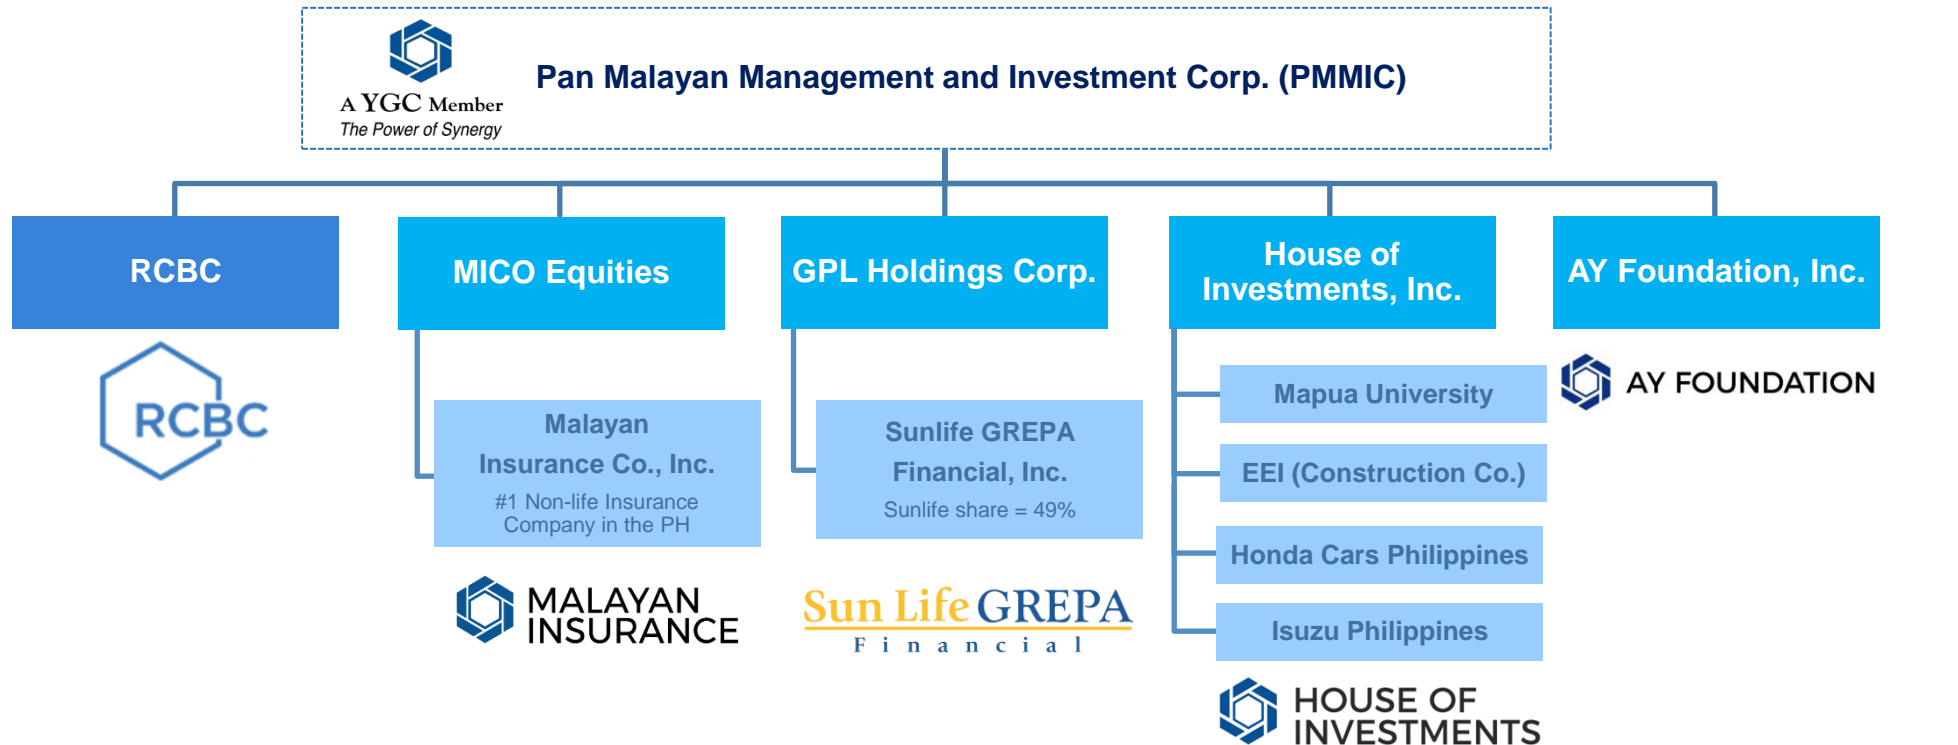 A YGC Member
The Power of Synergy
Pan Malayan Management and Investment Corp. (PMMIC)
RCBC
MICO Equities
GPL Holdings Corp.
House of
Investments, Inc.
AY Foundation, Inc.
RCBC
Malayan
Insurance Co., Inc.
#1 Non-life Insurance
Company in the PH
MALAYAN
INSURANCE
Sunlife GREPA
Financial, Inc.
Sunlife share = 49%
Sun Life GREPA
Financial
Mapua University
EEI (Construction Co.)
Honda Cars Philippines
Isuzu Philippines
HOUSE OF
INVESTMENTS
AY FOUNDATION